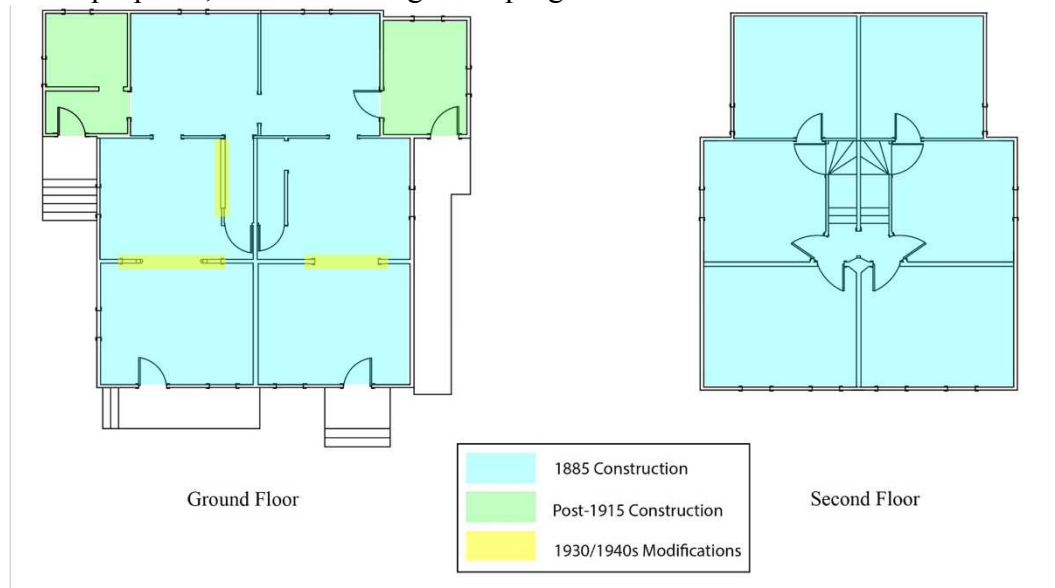 1885 Construction
Post-1915 Construction
1930/1940s Modifications
Ground Floor
Second Floor